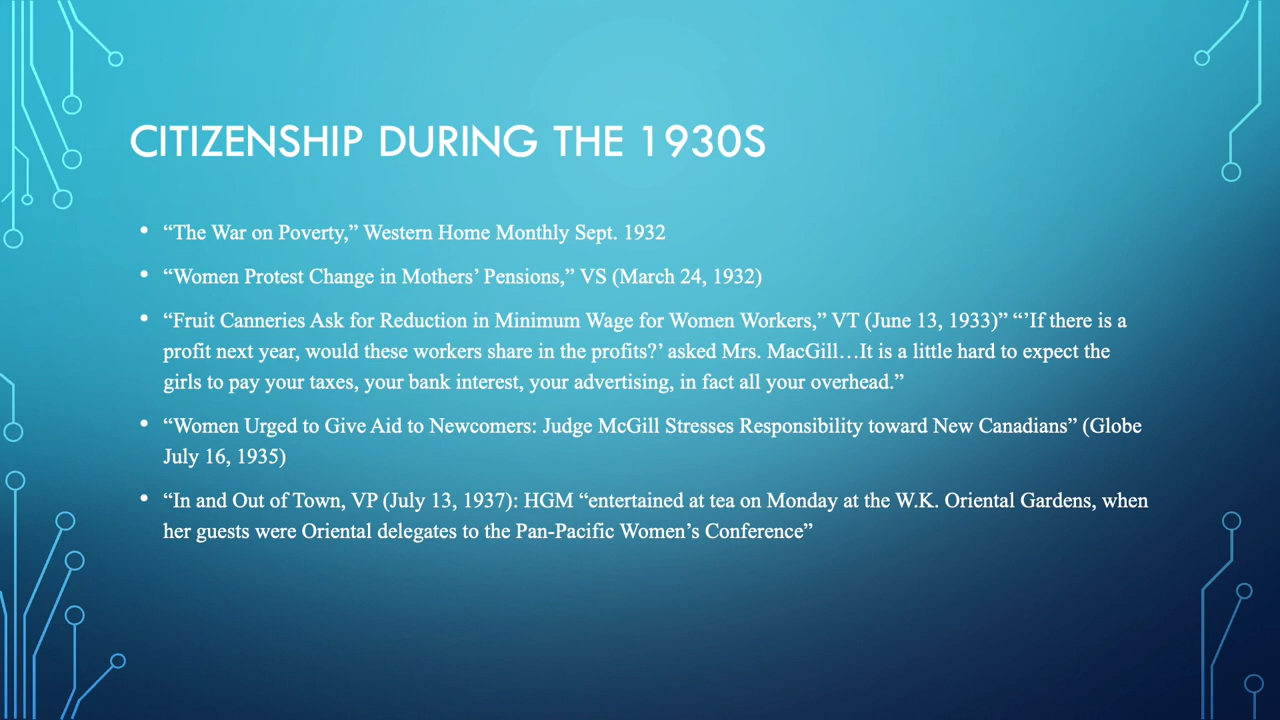 CITIZENSHIP DURING THE 1930S
• “The War on Poverty,” Western Home Monthly Sept. 1932
• “Women Protest Change in Mothers’ Pensions,” VS (March 24, 1932)
• “Fruit Canneries Ask for Reduction in Minimum Wage for Women Workers,” VT (June 13, 1933)” “’If there is a
profit next year, would these workers share in the profits?’ asked Mrs. MacGill…It is a little hard to expect the
girls to pay your taxes, your bank interest, your advertising, in fact all your overhead.”
• “Women Urged to Give Aid to Newcomers: Judge McGill Stresses Responsibility toward New Canadians” (Globe
July 16, 1935)
• “In and Out of Town, VP (July 13, 1937): HGM “entertained at tea on Monday at the W.K. Oriental Gardens, when
her guests were Oriental delegates to the Pan-Pacific Women’s Conference”